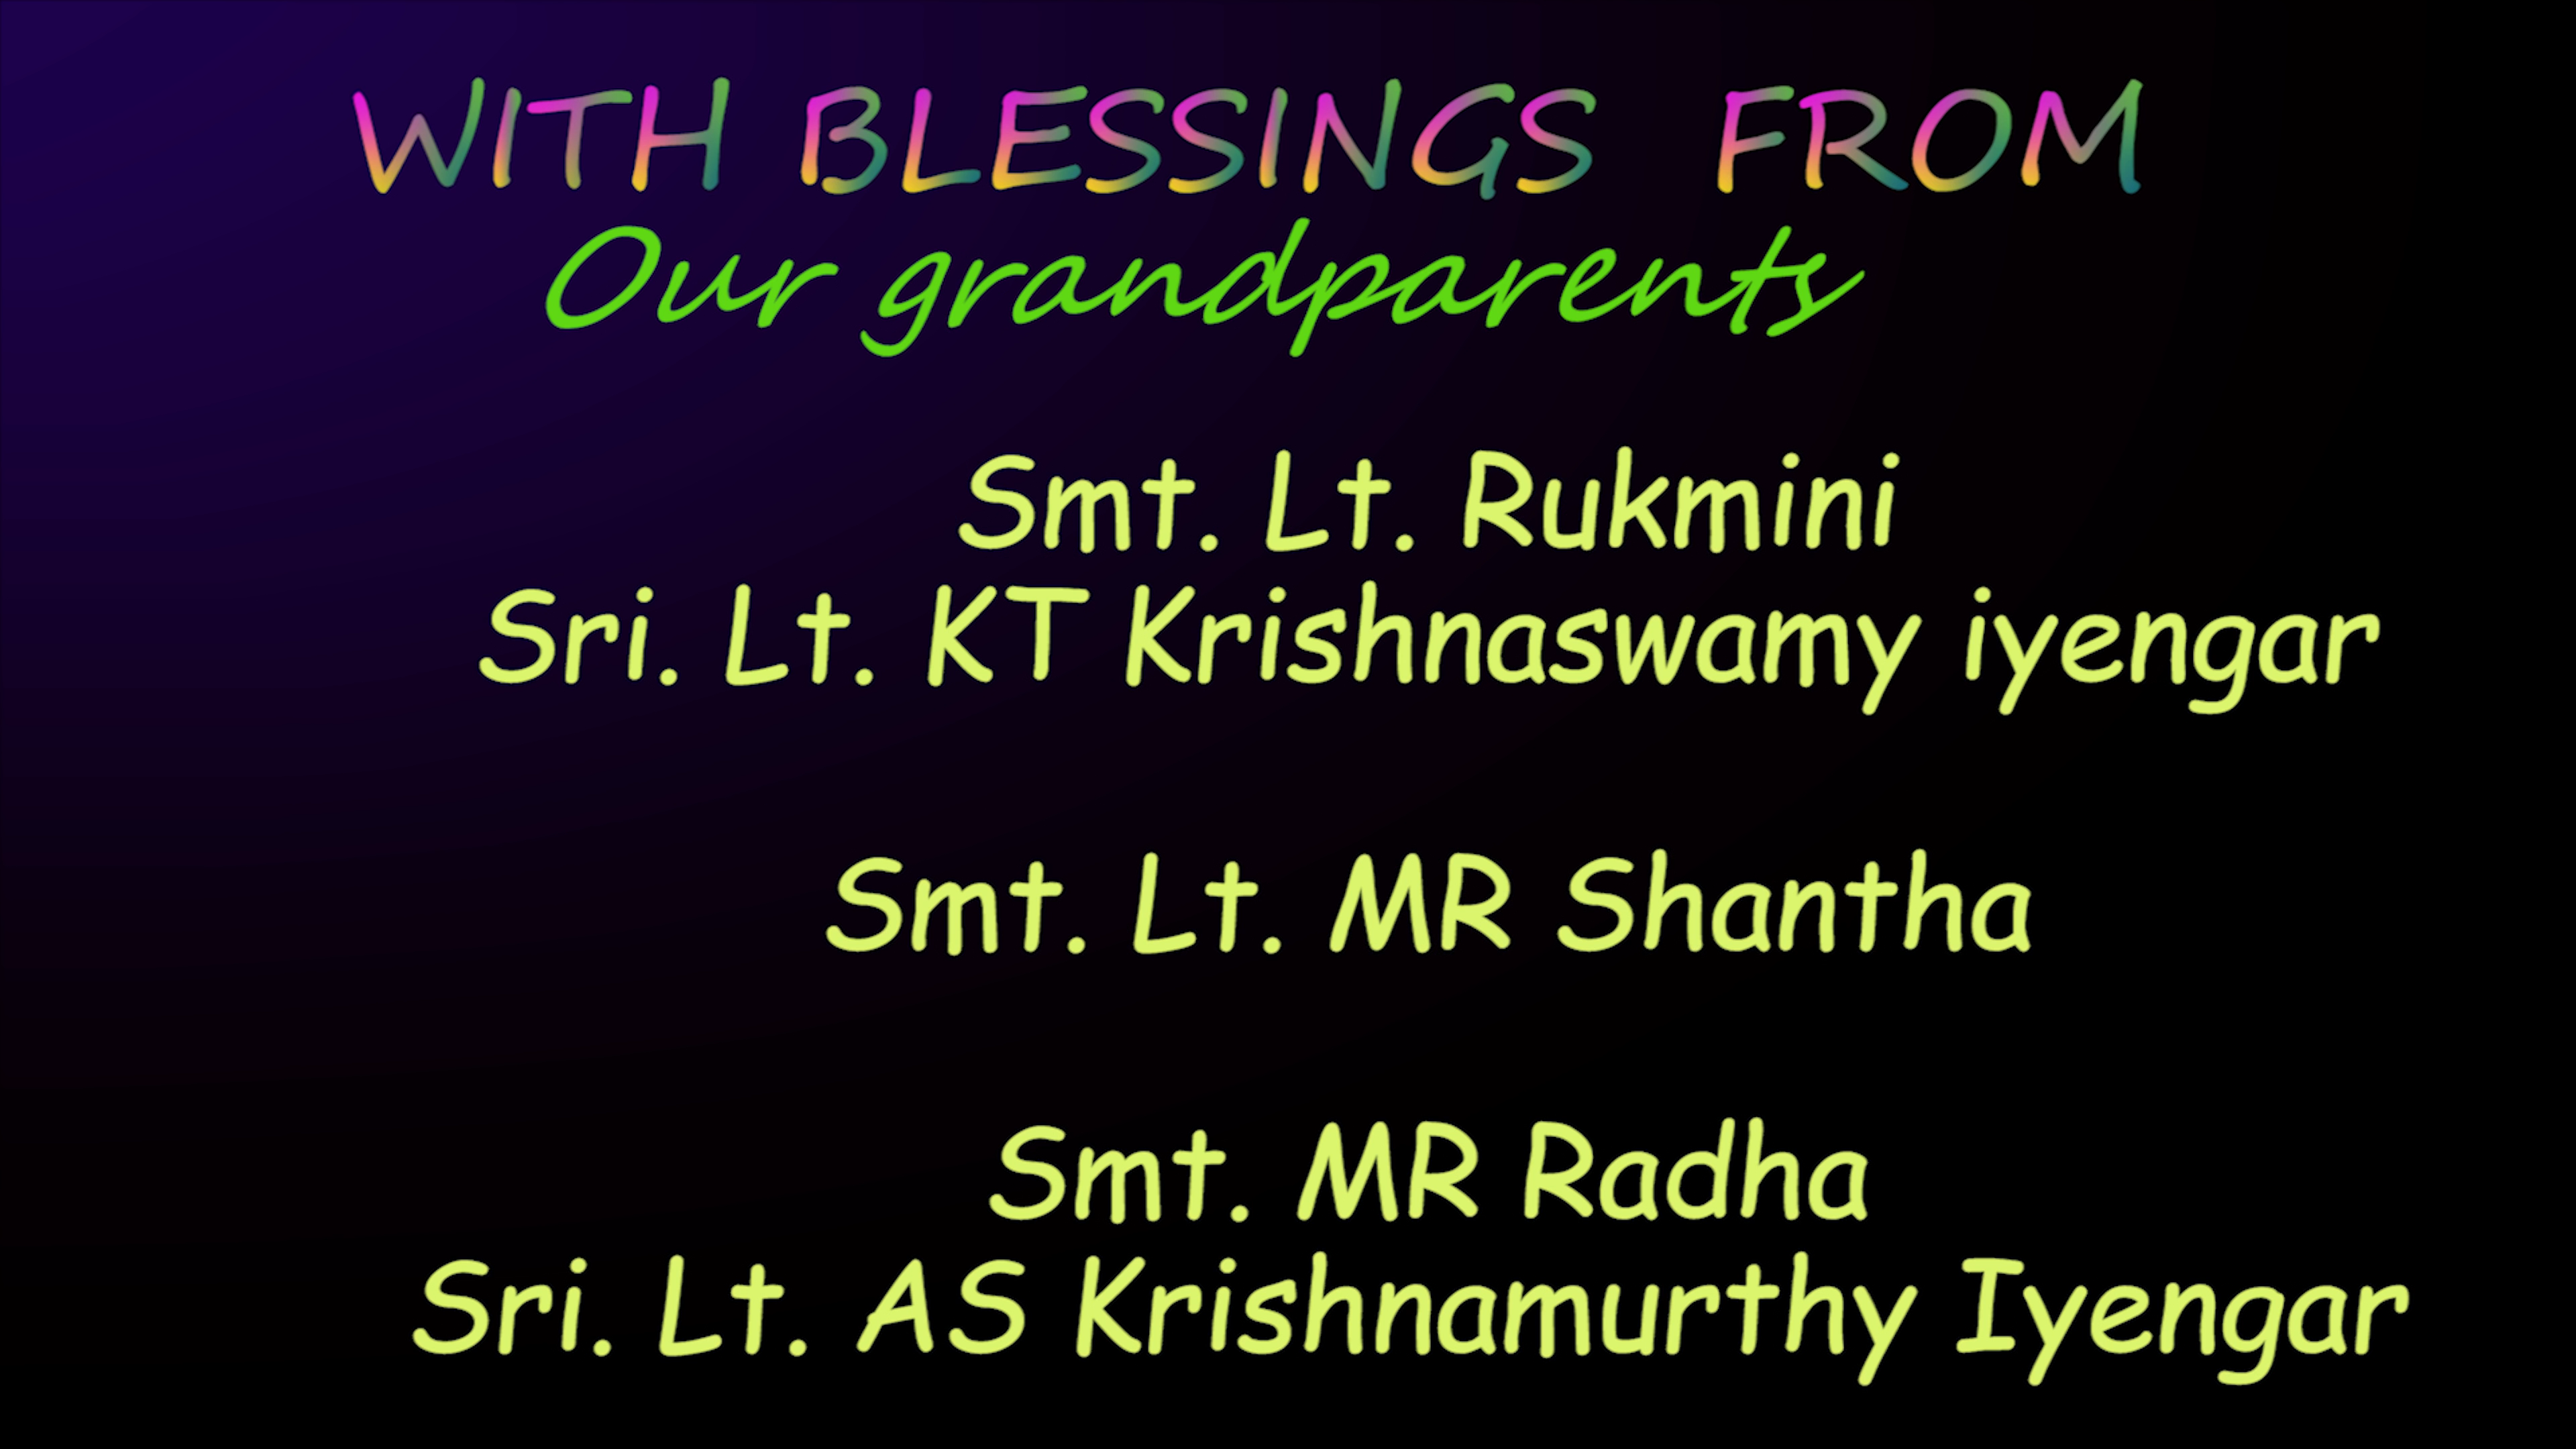 WITH BLESSINGS FROM
Our grandparents
Smt. Lt. Rukmini
Sri. Lt. KT Krishnaswamy iyengar
Smt. Lt. MR Shantha
Smt. MR Radha
Sri. Lt. AS Krishnamurthy Iyengar